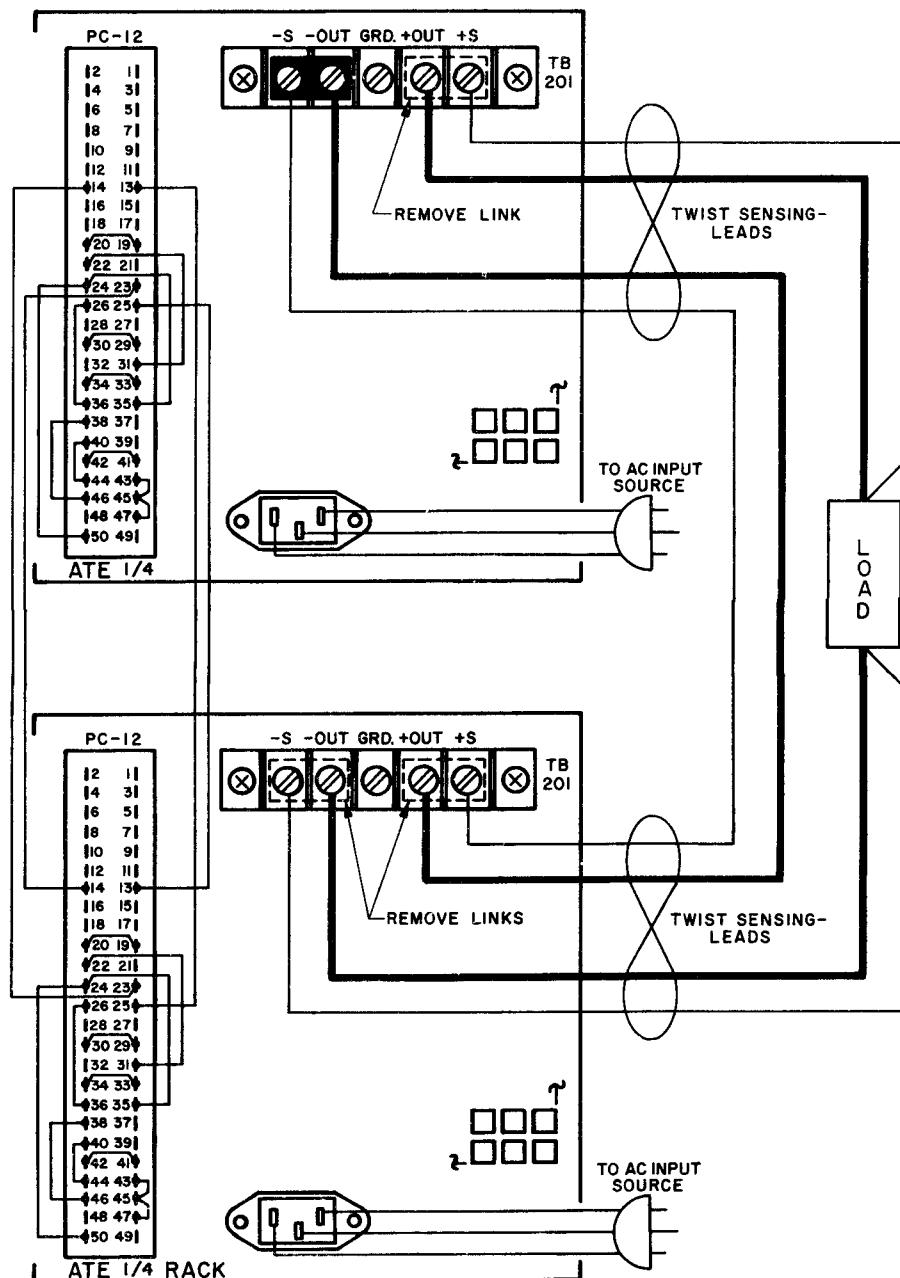 PC-12
-S -OUT GRD. +OUT +S
TB
201
2 1
4 3
6 5
8 7
10 9
12 11
14 13
16 15
18 17
20 19
22 21
24 23
26 25
28 27
30 29
32 31
34 33
36 35
38 37
40 39
42 41
44 43
46 45
48 47
50 49
REMOVE LINK
TWIST SENSING-
LEADS
TO AC INPUT
SOURCE
ATE 1/4
LOAD
PC-12
-S -OUT GRD. +OUT +S
TB
201
2 1
4 3
6 5
8 7
10 9
12 11
14 13
16 15
18 17
20 19
22 21
24 23
26 25
28 27
30 29
32 31
34 33
36 35
38 37
40 39
42 41
44 43
46 45
48 47
50 49
REMOVE LINKS
TWIST SENSING-
LEADS
TO AC INPUT
SOURCE
ATE 1/4 RACK